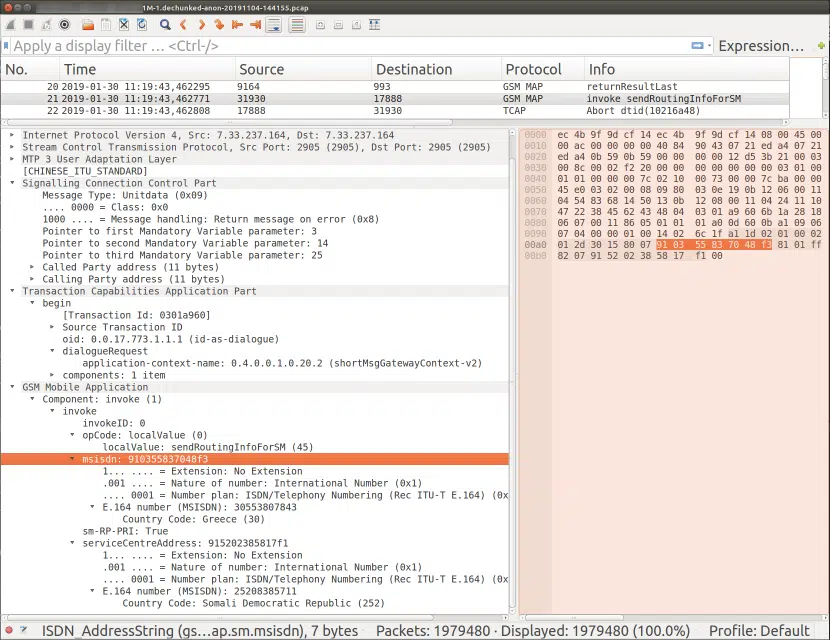 1M-1.dechunked-anon-20191104-144155.pcap
Apply a display filter ... <Ctrl-/>
Expression...
No. Time Source Destination Protocol Info
20 2019-01-30 11:19:43,462295 9164 993 GSM MAP returnResultLast
21 2019-01-30 11:19:43,462771 31930 17888 GSM MAP invoke sendRoutingInfoForSM
22 2019-01-30 11:19:43,462808 17888 31930 TCAP Abort dtid(10216a48)
Internet Protocol Version 4, Src: 7.33.237.164, Dst: 7.33.237.164
Stream Control Transmission Protocol, Src Port: 2905 (2905), Dst Port: 2905 (2905)
MTP 3 User Adaptation Layer
[CHINESE_ITU_STANDARD]
Signalling Connection Control Part
Message Type: Unitdata (0x09)
.... 0000 = Class: 0x0
1000 .... = Message handling: Return message on error (0x8)
Pointer to first Mandatory Variable parameter: 3
Pointer to second Mandatory Variable parameter: 14
Pointer to third Mandatory Variable parameter: 25
Called Party address (11 bytes)
Calling Party address (11 bytes)
Transaction Capabilities Application Part
begin
[Transaction Id: 0301a960]
Source Transaction ID
oid: 0.0.17.773.1.1.1 (id-as-dialogue)
dialogueRequest
application-context-name: 0.4.0.0.1.0.20.2 (shortMsgGatewayContext-v2)
components: 1 item
GSM Mobile Application
Component: invoke (1)
invoke
invokeID: 0
opCode: localValue (0)
localValue: sendRoutingInfoForSM (45)
msisdn: 910355837048f3
1... .... = Extension: No Extension
.001 .... = Nature of number: International Number (0x1)
.... 0001 = Number plan: ISDN/Telephony Numbering (Rec ITU-T E.164) (0x
E.164 number (MSISDN): 30553807843
Country Code: Greece (30)
sm-RP-PRI: True
serviceCentreAddress: 915202385817f1
1... .... = Extension: No Extension
.001 .... = Nature of number: International Number (0x1)
.... 0001 = Number plan: ISDN/Telephony Numbering (Rec ITU-T E.164) (0x
E.164 number (MSISDN): 25208385711
Country Code: Somali Democratic Republic (252)
0000 ec 4b 9f 9d cf 14 ec 4b 9f 9d cf 14 08 00 45 00
0010 00 ac 00 00 00 00 40 84 90 43 07 21 ed a4 07 21
0020 ed a4 0b 59 0b 59 00 00 00 00 12 d5 3b 21 00 03
0030 00 8c 00 02 f2 20 00 00 00 00 00 00 03 01 00
0040 01 01 00 00 00 7c 02 10 00 73 00 00 7c ba 00 00
0050 45 e0 03 02 00 08 09 80 03 0e 19 0b 12 06 00 11
0060 04 54 83 68 14 50 13 0b 12 08 00 11 04 24 11 10
0070 47 22 38 45 62 43 48 04 03 01 a9 60 6b 1a 28 18
0080 06 07 00 11 86 05 01 01 01 a0 0d 60 0b a1 09 06
0090 07 04 00 00 01 00 14 02 6c 1f a1 1d 02 01 00 02
00a0 01 2d 30 15 80 07 91 03 55 83 70 48 f3 81 01 ff
00b0 82 07 91 52 02 38 58 17 f1 00
ISDN_AddressString (gs...ap.sm.msisdn), 7 bytes Packets: 1979480 · Displayed: 1979480 (100.0%) Profile: Default